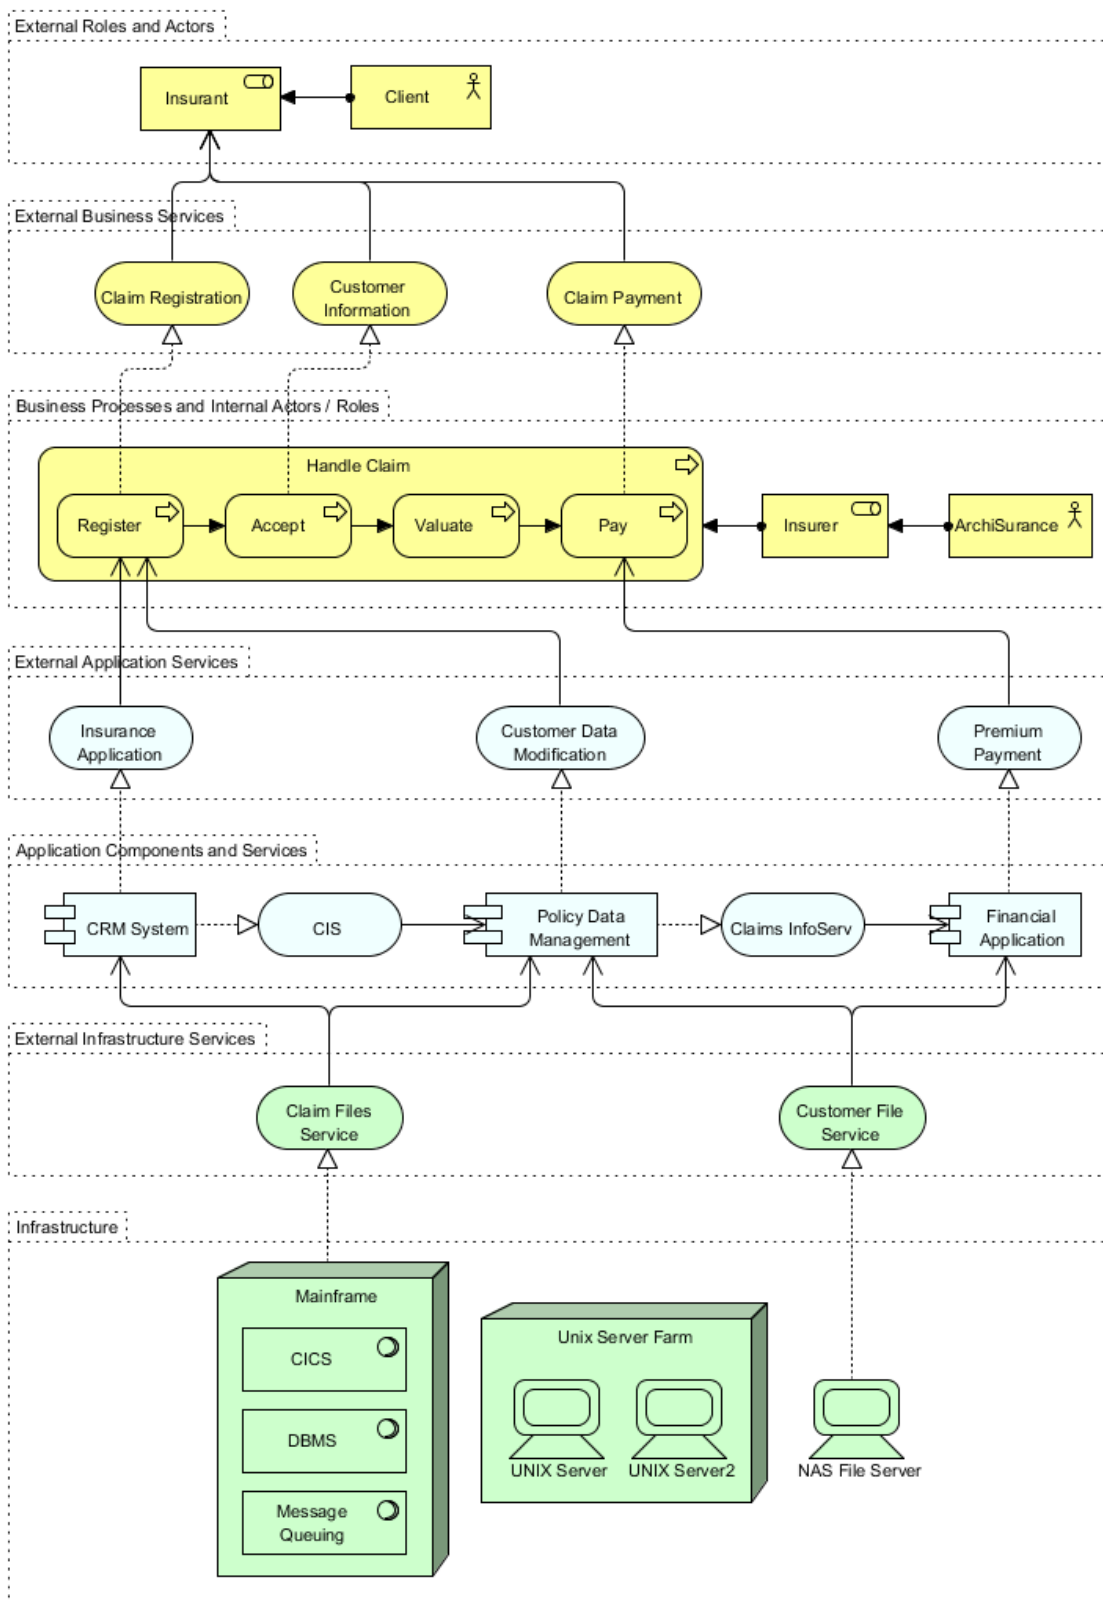 External Roles and Actors
Insurant
Client
External Business Services
Claim Registration
Customer
Information
Claim Payment
Business Processes and Internal Actors / Roles
Handle Claim
Register
Accept
Valuate
Pay
Insurer
ArchiSurance
External Application Services
Insurance
Application
Customer Data
Modification
Premium
Payment
Application Components and Services
CRM System
CIS
Policy Data
Management
Claims InfoServ
Financial
Application
External Infrastructure Services
Claim Files
Service
Customer File
Service
Infrastructure
Mainframe
CICS
DBMS
Message
Queuing
Unix Server Farm
UNIX Server
UNIX Server2
NAS File Server